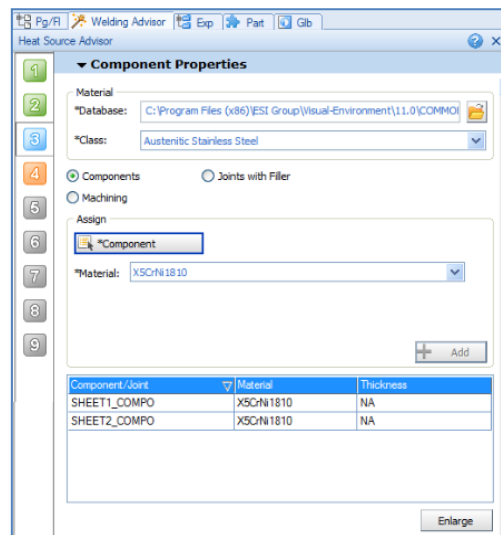 Pg/Fl Welding Advisor Exp Part Glb
Heat Source Advisor
Component Properties
1
2
3
4
5
6
7
8
9
Material
*Database: C:\Program Files (x86)\ESI Group\Visual-Environment\11.0\COMMO
*Class: Austenitic Stainless Steel
Components Joints with Filler
Machining
Assign
*Component
*Material: X5CrNi1810
Add
Component/Joint Material Thickness
SHEET1_COMPO X5CrNi1810 NA
SHEET2_COMPO X5CrNi1810 NA
Enlarge